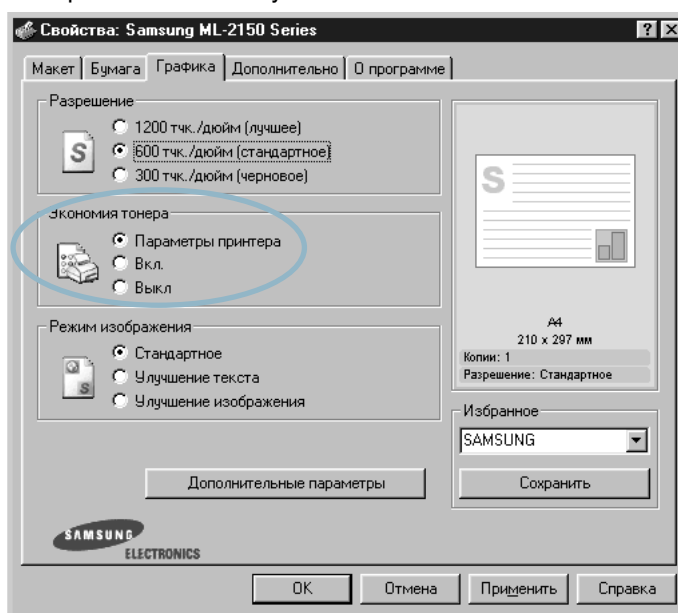 Свойства: Samsung ML-2150 Series
Макет Бумага Графика Дополнительно О программе
Разрешение
1200 тчк./дюйм (лучшее)
600 тчк./дюйм (стандартное)
300 тчк./дюйм (черновое)
Экономия тонера
Параметры принтера
Вкл.
Выкл
Режим изображения
Стандартное
Улучшение текста
Улучшение изображения
Дополнительные параметры
S
A4
210 x 297 мм
Копии: 1
Разрешение: Стандартное
Избранное
SAMSUNG
Сохранить
SAMSUNG
ELECTRONICS
OK Отмена Применить Справка